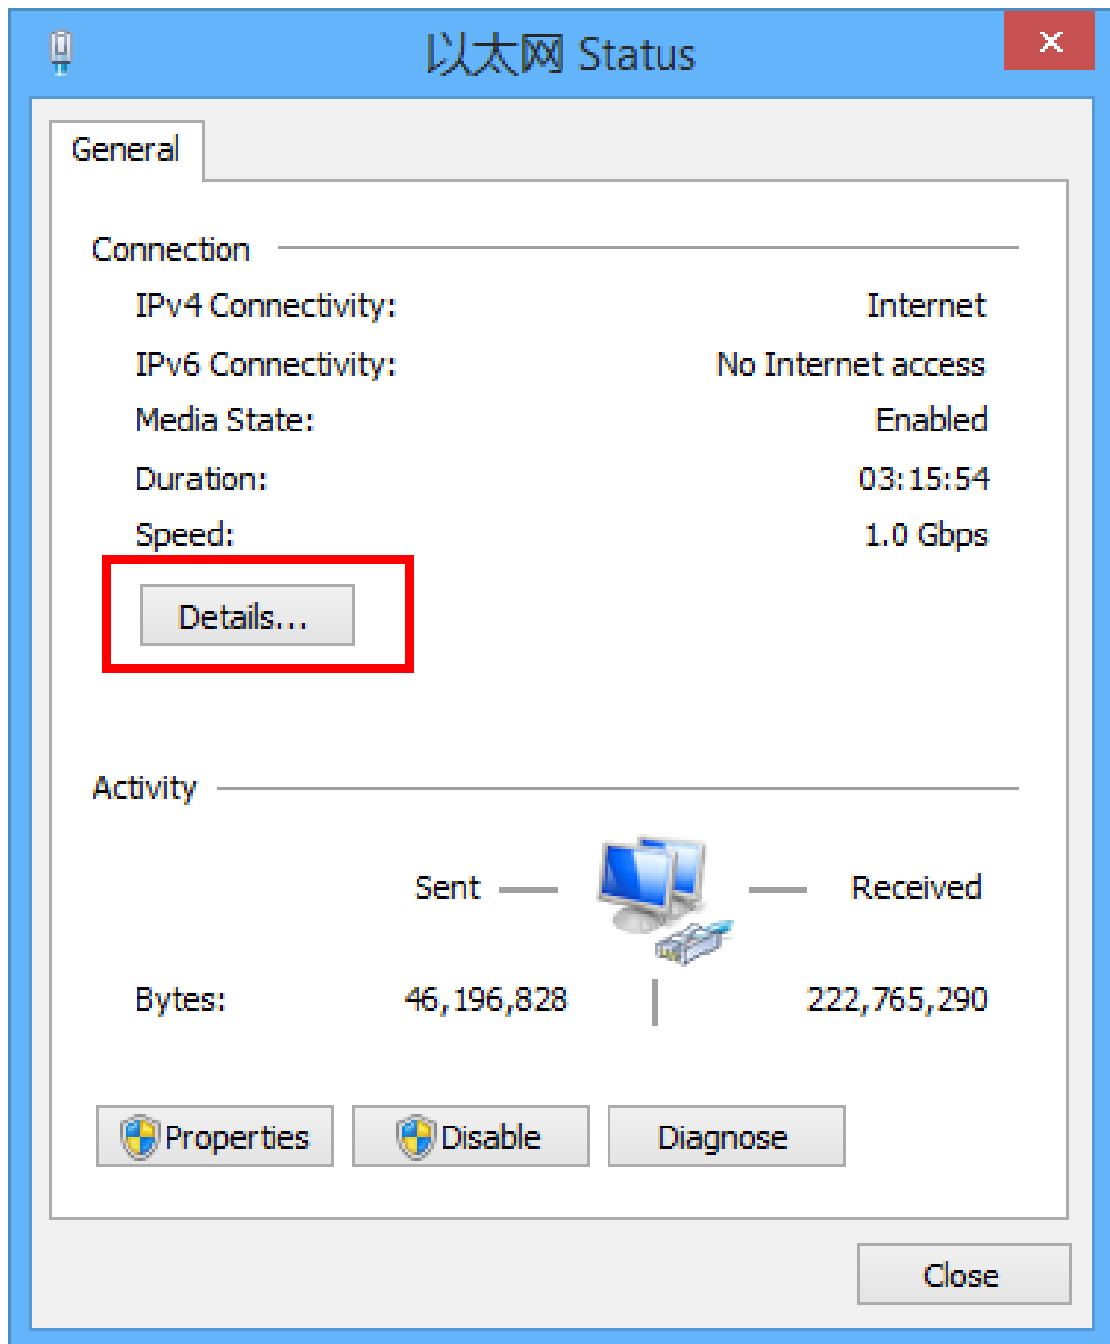 以太网 Status
General
Connection
IPv4 Connectivity: Internet
IPv6 Connectivity: No Internet access
Media State: Enabled
Duration: 03:15:54
Speed: 1.0 Gbps
Details...
Activity
Sent Received
Bytes: 46,196,828 222,765,290
Properties Disable Diagnose
Close